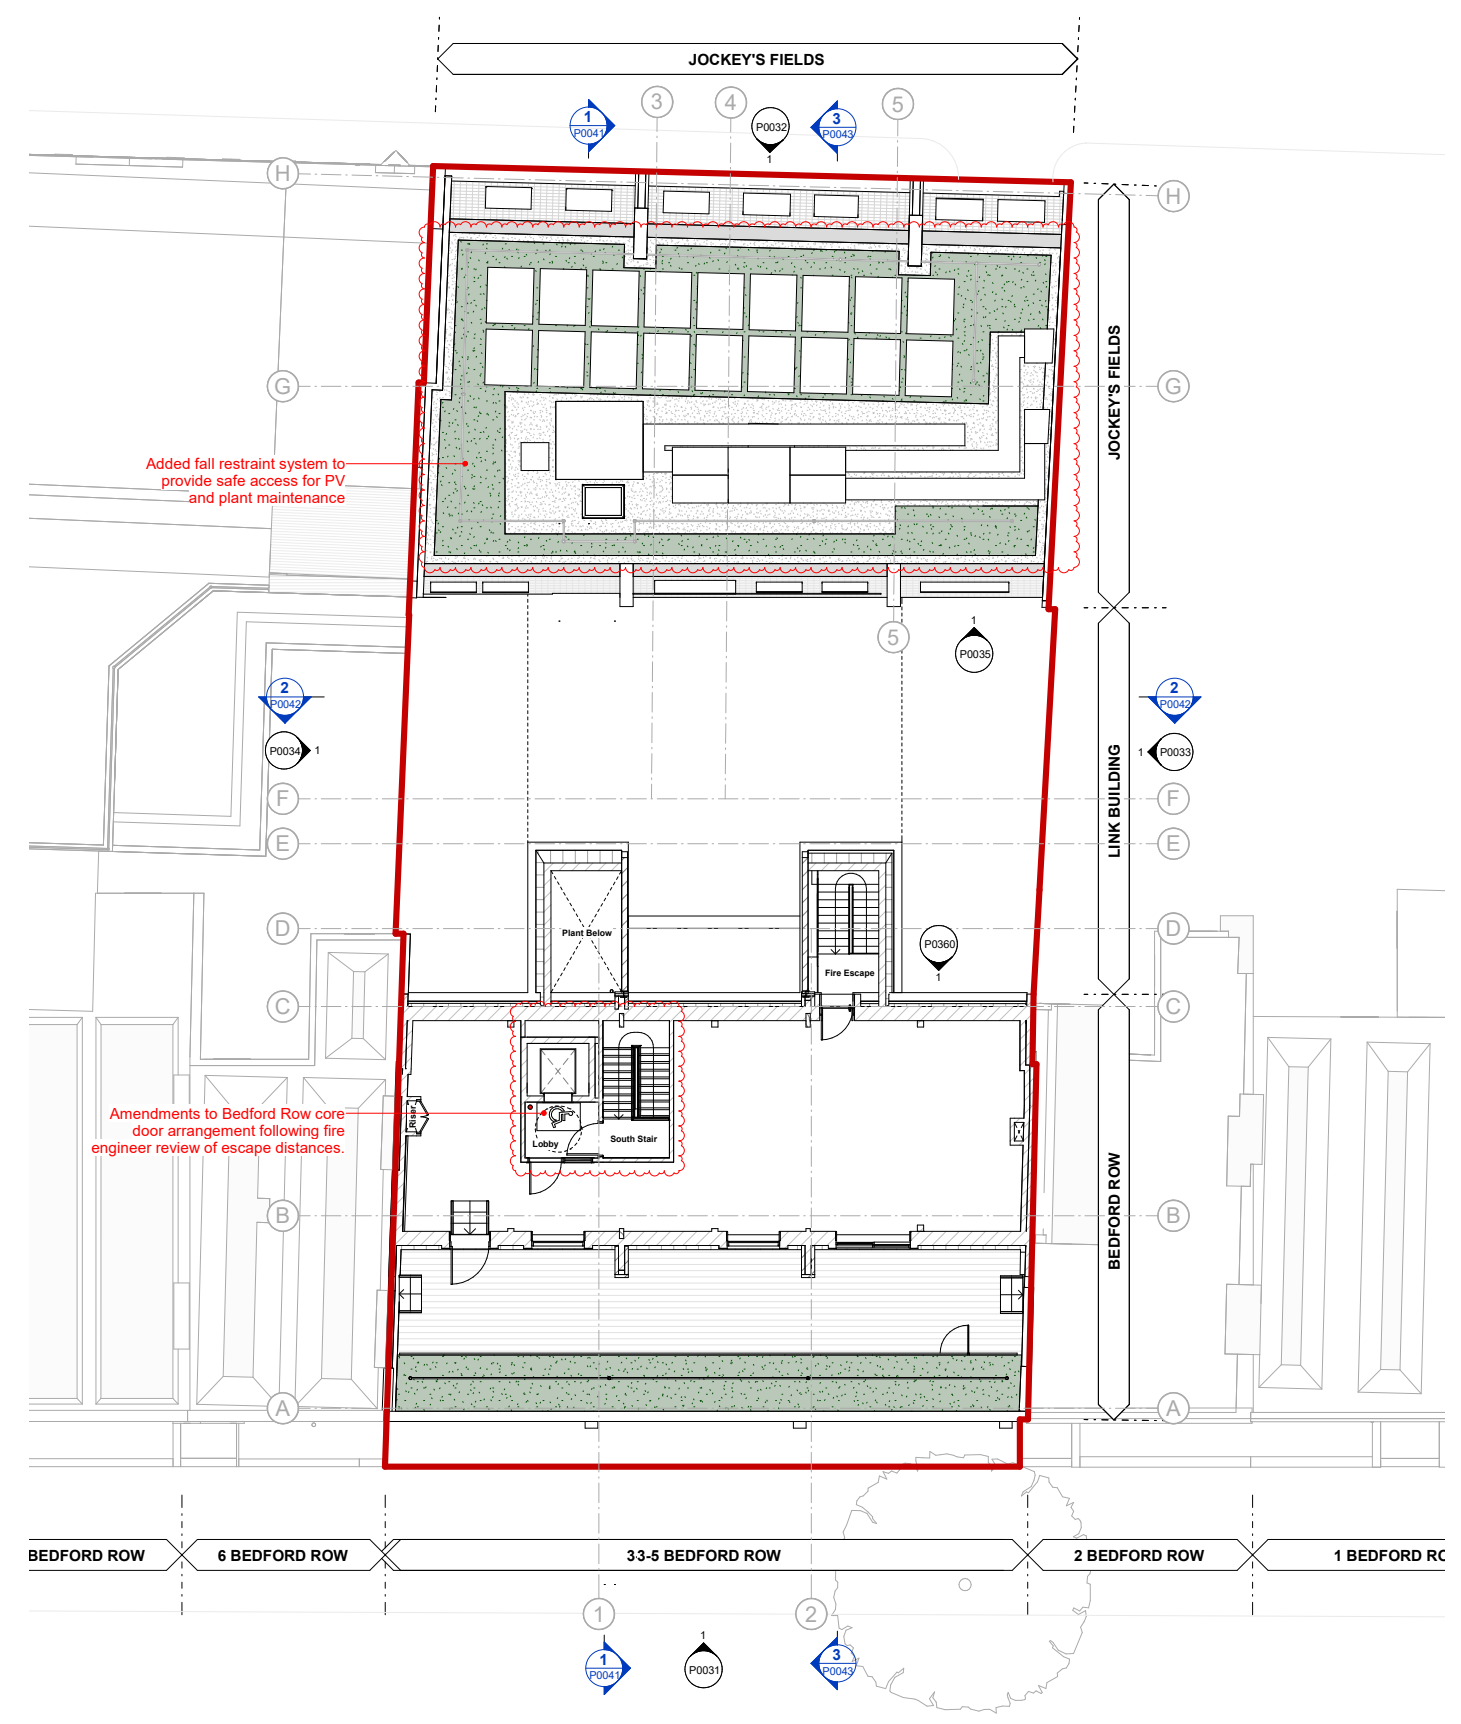 JOCKEY'S FIELDS
1
P0041
3
4
P0032
1
3
P0043
5
H
H
G
G
JOCKEY'S FIELDS
Added fall restraint system to
provide safe access for PV
and plant maintenance
5
1
P0035
2
P0042
2
P0042
P0034
1
1
P0033
LINK BUILDING
F
F
E
E
D
D
Plant Below
P0360
1
Fire Escape
C
C
Riser
Amendments to Bedford Row core
door arrangement following fire
engineer review of escape distances.
Lobby
South Stair
BEDFORD ROW
B
B
A
A
BEDFORD ROW
6 BEDFORD ROW
33-5 BEDFORD ROW
2 BEDFORD ROW
1 BEDFORD RO
1
2
1
P0041
1
P0031
3
P0043